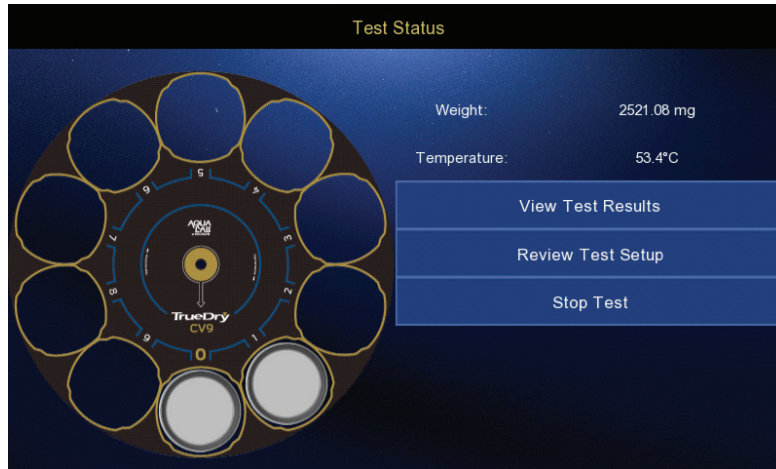 Test Status
Weight: 2521.08 mg
Temperature: 53.4°C
View Test Results
Review Test Setup
Stop Test
5
6
4
7
3
8
2
9
1
0
AQUA
LAB
TrueDry
CV9